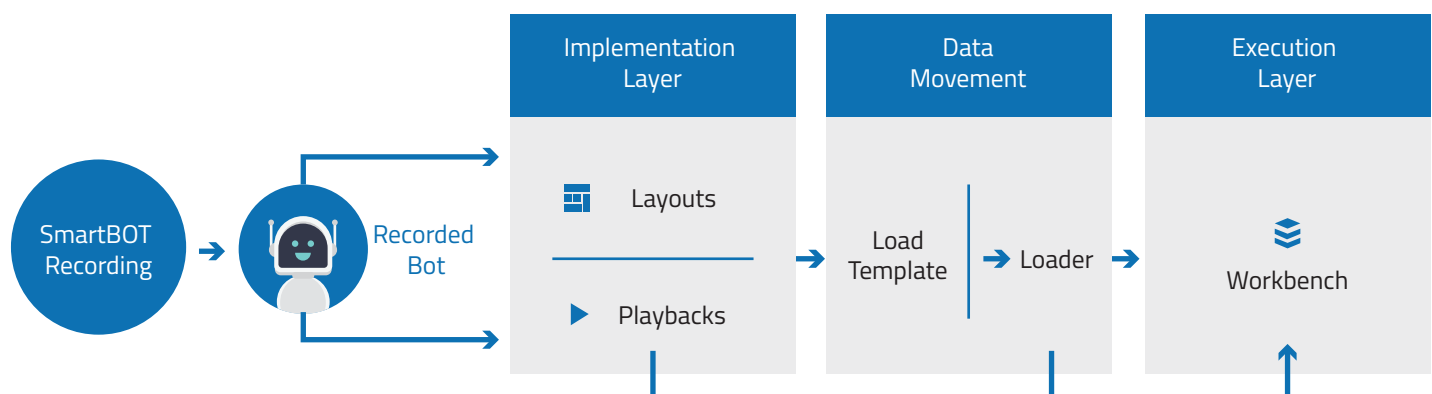 SmartBOT
Recording
Recorded
Bot
Implementation
Layer
Layouts
Playbacks
Data
Movement
Load
Template
Loader
Execution
Layer
Workbench